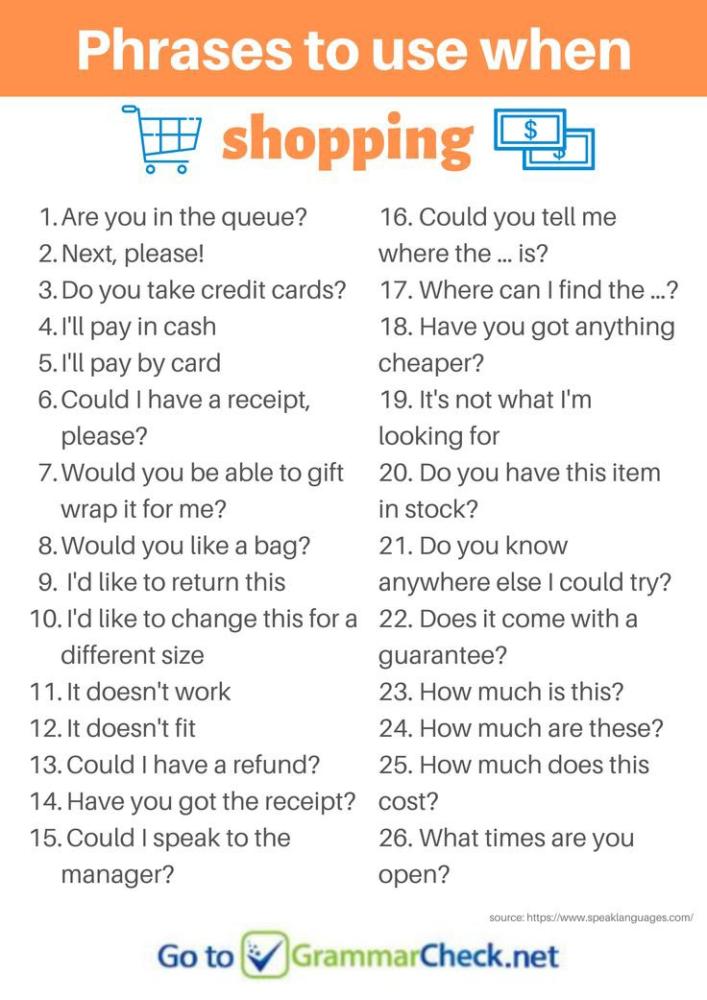 Phrases to use when
shopping
$
$
1. Are you in the queue?
2. Next, please!
3. Do you take credit cards?
4. I'll pay in cash
5. I'll pay by card
6. Could I have a receipt,
please?
7. Would you be able to gift
wrap it for me?
8. Would you like a bag?
9. I'd like to return this
10. I'd like to change this for a
different size
11. It doesn't work
12. It doesn't fit
13. Could I have a refund?
14. Have you got the receipt?
15. Could I speak to the
manager?
16. Could you tell me
where the ... is?
17. Where can I find the ...?
18. Have you got anything
cheaper?
19. It's not what I'm
looking for
20. Do you have this item
in stock?
21. Do you know
anywhere else I could try?
22. Does it come with a
guarantee?
23. How much is this?
24. How much are these?
25. How much does this
cost?
26. What times are you
open?
source: https://www.speaklanguages.com/
Go to GrammarCheck.net